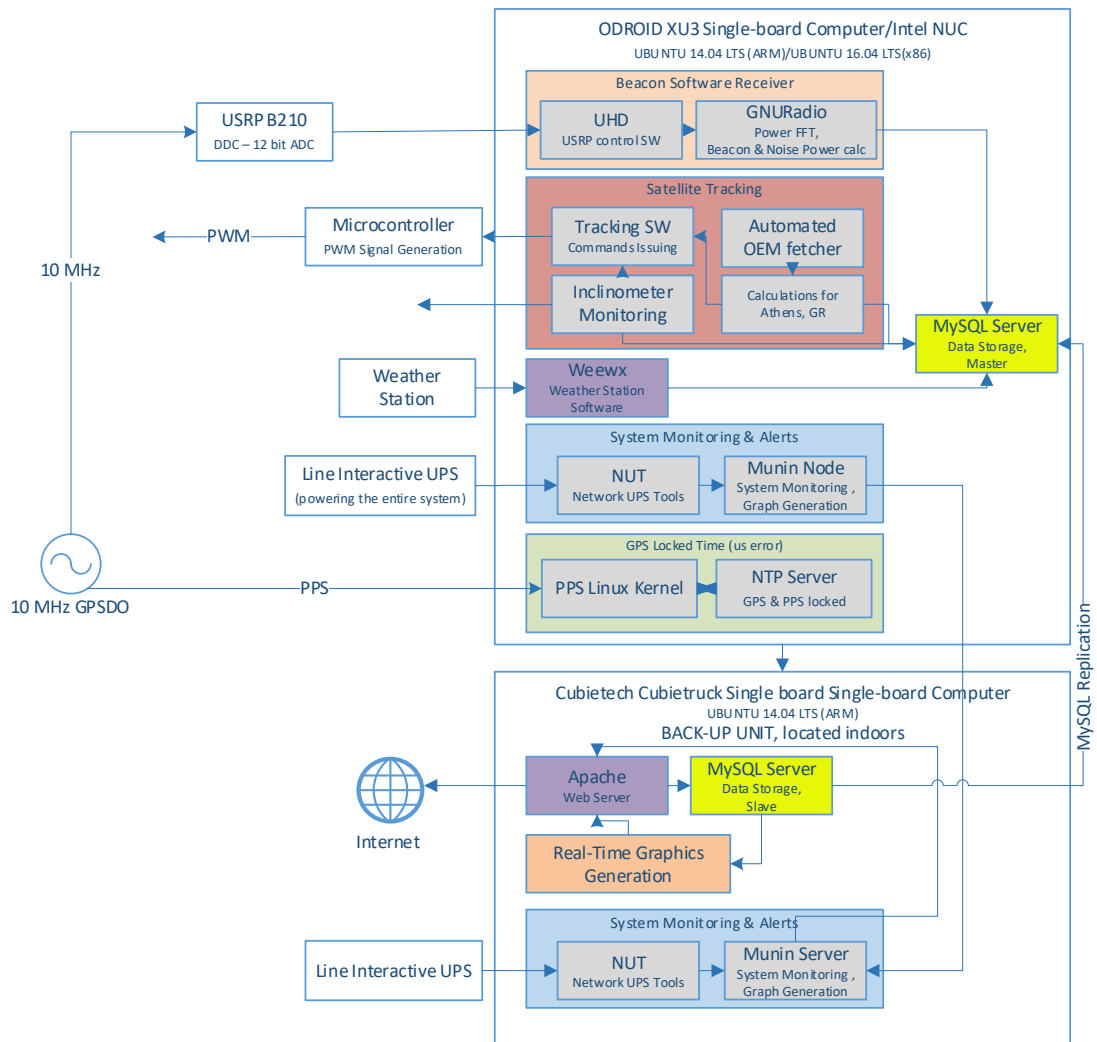 ODROID XU3 Single-board Computer/Intel NUC
UBUNTU 14.04 LTS (ARM)/UBUNTU 16.04 LTS(x86)
Beacon Software Receiver
USRP B210
DDC – 12 bit ADC
UHD
USRP control SW
GNURadio
Power FFT,
Beacon & Noise Power calc
Satellite Tracking
Microcontroller
PWM Signal Generation
PWM
Tracking SW
Commands Issuing
Automated
OEM fetcher
10 MHz
Inclinometer
Monitoring
Calculations for
Athens, GR
MySQL Server
Data Storage,
Master
Weather
Station
Weewx
Weather Station
Software
System Monitoring & Alerts
Line Interactive UPS
(powering the entire system)
NUT
Network UPS Tools
Munin Node
System Monitoring ,
Graph Generation
GPS Locked Time (us error)
PPS
PPS Linux Kernel
NTP Server
GPS & PPS locked
10 MHz GPSDO
MySQL Replication
Cubietech Cubietruck Single board Single-board Computer
UBUNTU 14.04 LTS (ARM)
BACK-UP UNIT, located indoors
Apache
Web Server
MySQL Server
Data Storage,
Slave
Internet
Real-Time Graphics
Generation
System Monitoring & Alerts
Line Interactive UPS
NUT
Network UPS Tools
Munin Server
System Monitoring ,
Graph Generation